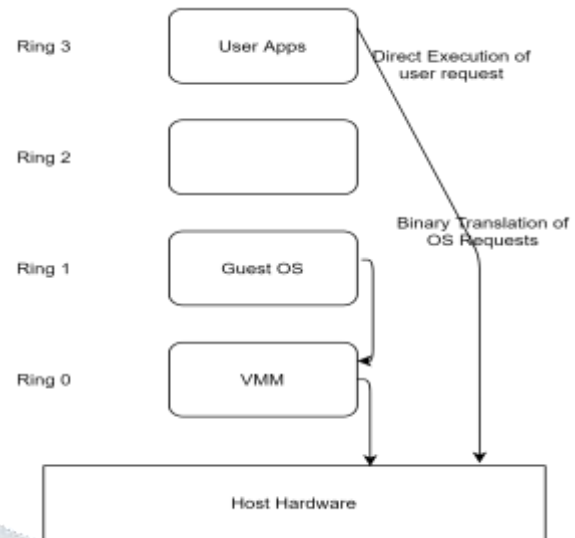 Ring 3
User Apps
Direct Execution of
user request
Ring 2
Binary Translation of
OS Requests
Ring 1
Guest OS
Ring 0
VMM
Host Hardware